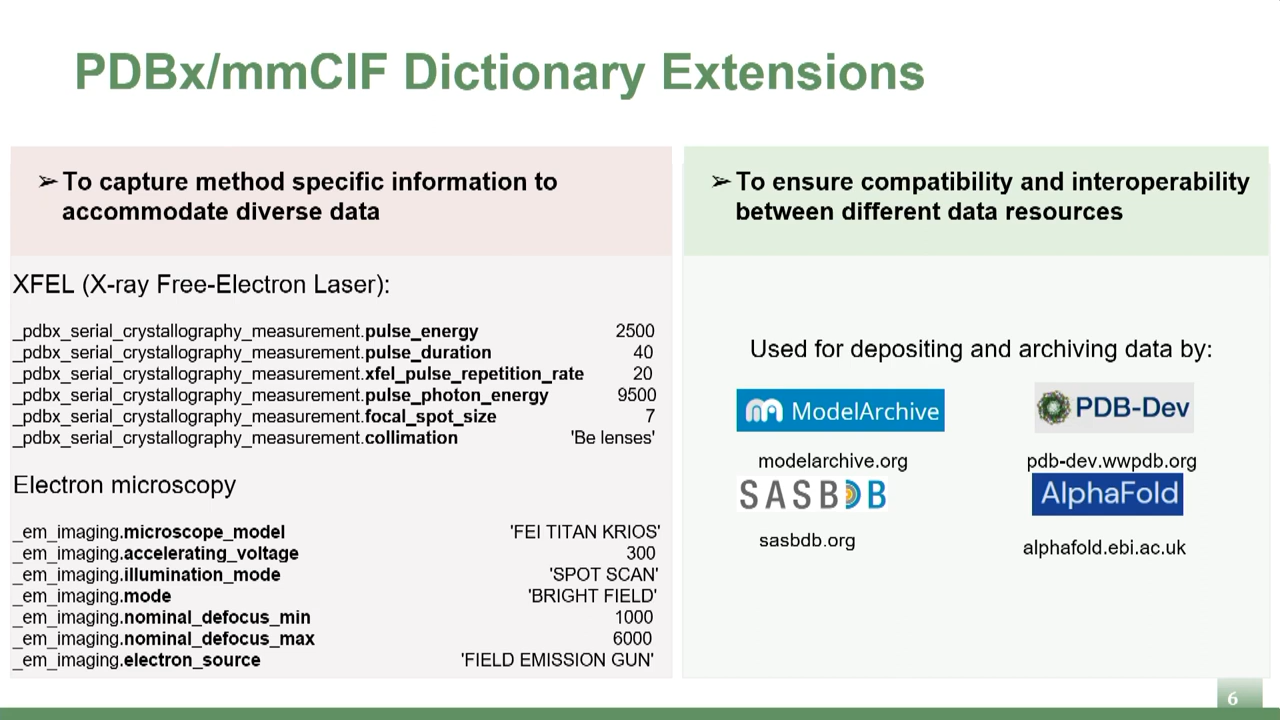 PDBx/mmCIF Dictionary Extensions
➢ To capture method specific information to
accommodate diverse data
XFEL (X-ray Free-Electron Laser):
_pdbx_serial_crystallography_measurement.pulse_energy 2500
_pdbx_serial_crystallography_measurement.pulse_duration 40
_pdbx_serial_crystallography_measurement.xfel_pulse_repetition_rate 20
_pdbx_serial_crystallography_measurement.pulse_photon_energy 9500
_pdbx_serial_crystallography_measurement.focal_spot_size 7
_pdbx_serial_crystallography_measurement.collimation 'Be lenses'
Electron microscopy
_em_imaging.microscope_model 'FEI TITAN KRIOS'
_em_imaging.accelerating_voltage 300
_em_imaging.illumination_mode 'SPOT SCAN'
_em_imaging.mode 'BRIGHT FIELD'
_em_imaging.nominal_defocus_min 1000
_em_imaging.nominal_defocus_max 6000
_em_imaging.electron_source 'FIELD EMISSION GUN'
➢ To ensure compatibility and interoperability
between different data resources
Used for depositing and archiving data by:
ModelArchive
modelarchive.org
PDB-Dev
pdb-dev.wwpdb.org
SASBDB
sasbdb.org
AlphaFold
alphafold.ebi.ac.uk
6